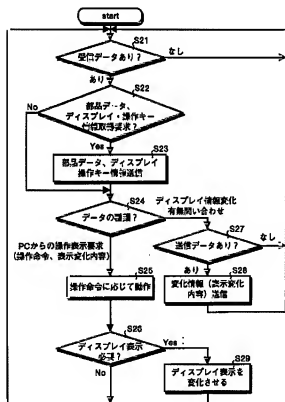 start
S21
受信データあり？
なし
あり
S22
部品データ、
ディスプレイ・操作キー
情報取得要求？
No
Yes
S23
部品データ、ディスプレイ
操作キー情報送信
S24
データの種類？
ディスプレイ情報変化
有無問い合わせ
PCからの操作表示要求
(操作命令、表示変化内容)
S27
送信データあり？
なし
あり
S28
変化情報（表示変化
内容）送信
S25
操作命令に応じて動作
S26
ディスプレイ表示
必要？
Yes
No
S29
ディスプレイ表示を
変化させる